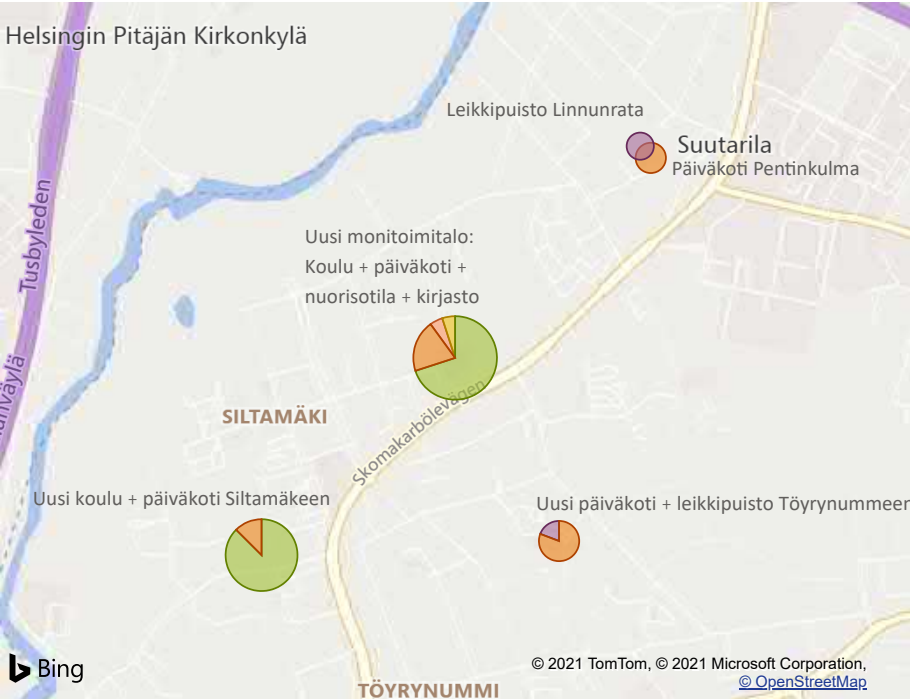 Helsingin Pitäjän Kirkonkylä
Leikkipuisto Linnunrata
Suutarila
Päiväkoti Pentinkulma
Tusbyleden
Uusi monitoimitalo:
Koulu + päiväkoti +
nuorisotila + kirjasto
SILTAMÄKI
Skomakarbölevägen
Uusi koulu + päiväkoti Siltamäkeen
Uusi päiväkoti + leikkipuisto Töyrynummeen
Bing
© 2021 TomTom, © 2021 Microsoft Corporation,
© OpenStreetMap
TÖYRYNUMMI